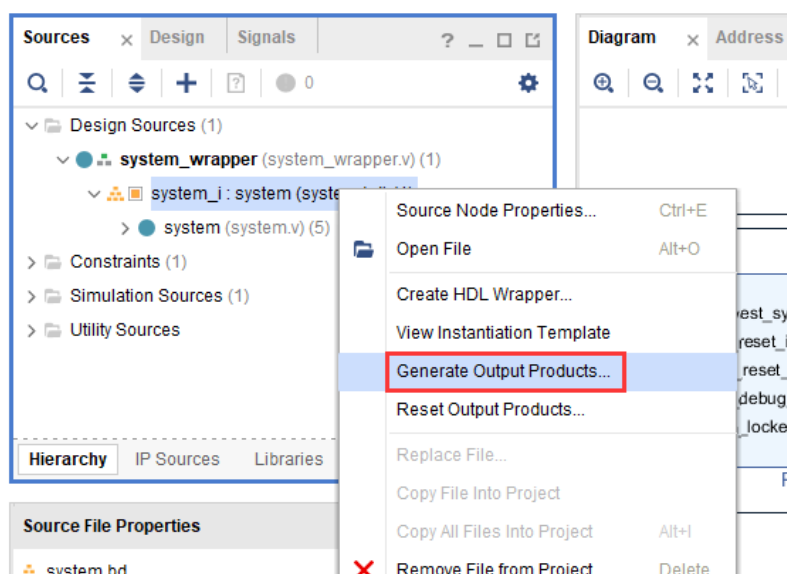 Sources × Design Signals ? _
Diagram × Address
0
Design Sources (1)
system_wrapper (system_wrapper.v) (1)
system_i : system (syste
system (system.v) (5)
Constraints (1)
Simulation Sources (1)
Utility Sources
Hierarchy IP Sources Libraries
Source File Properties
system.bd
Source Node Properties... Ctrl+E
Open File Alt+O
Create HDL Wrapper...
View Instantiation Template
Generate Output Products...
Reset Output Products...
Replace File...
Copy File Into Project
Copy All Files Into Project Alt+I
Remove File from Project Delete
est_sy
reset_i
_reset_
debug_
_locke